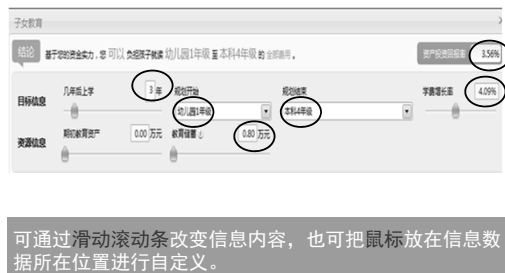 子女教育
结论 基于您的资金实力，您 可以 负担孩子就读 幼儿园1年级 至 本科4年级 的 全部费用。 资产投资回报率 3.56%
目标信息 几年后上学 3 年 规划开始 幼儿园1年级 规划结束 本科4年级 学费增长率 4.09%
资源信息 期初教育资产 0.00 万元 教育储蓄 0.80 万元
可通过滑动滚动条改变信息内容，也可把鼠标放在信息数
据所在位置进行自定义。